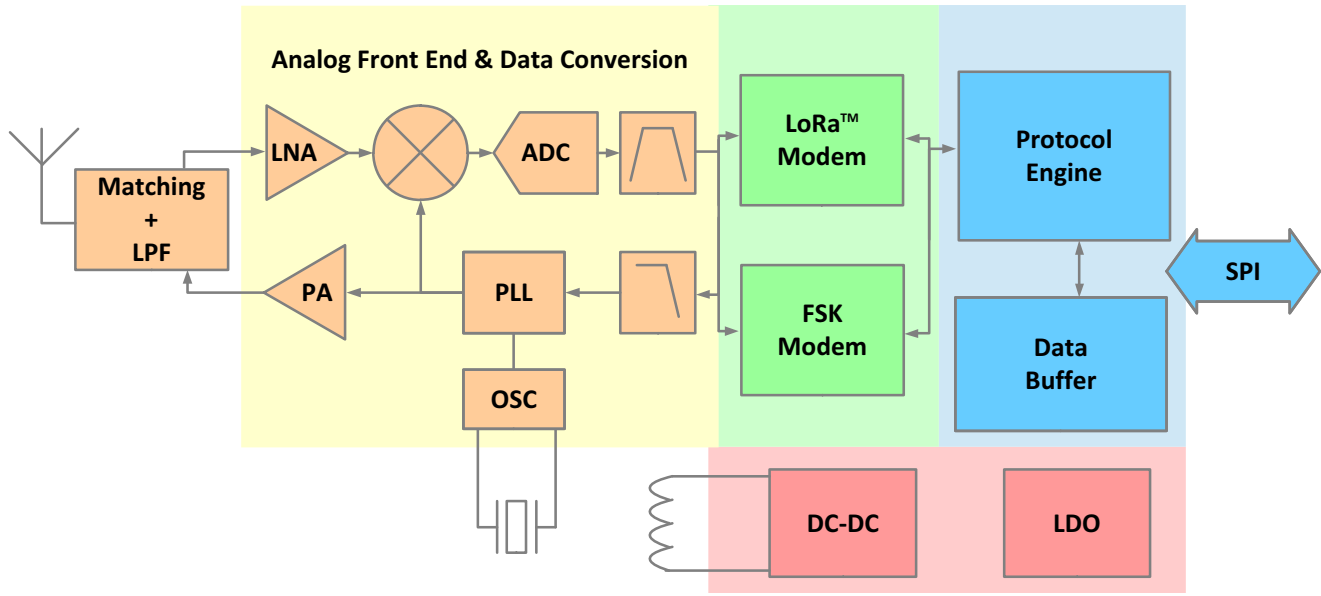 Analog Front End & Data Conversion
LNA
ADC
LoRa™
Modem
Protocol
Engine
Matching
+
LPF
PA
PLL
FSK
Modem
SPI
Data
Buffer
OSC
DC-DC
LDO